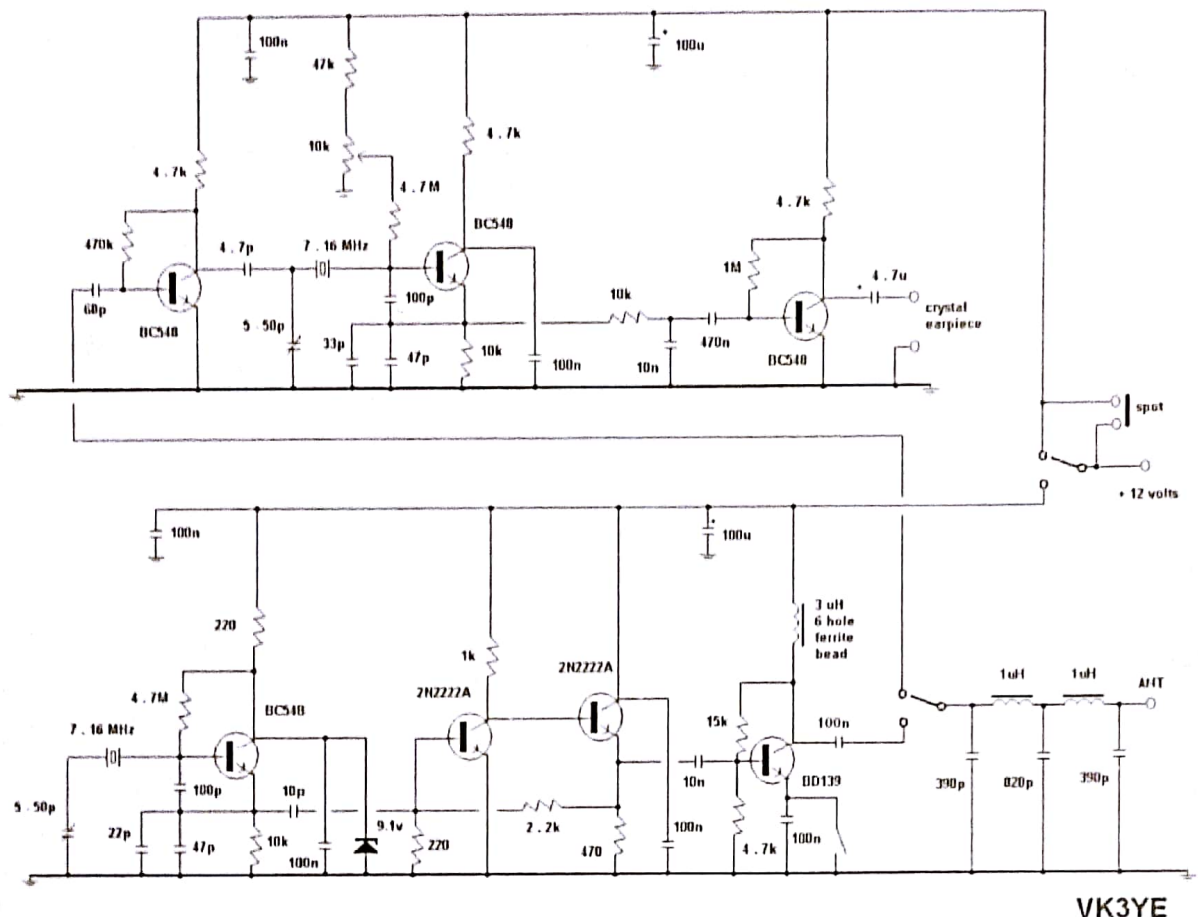 100n
47k
100u
10k
4.7k
4.7k
4.7M
BC548
4.7k
470k
4.7p
7.16 MHz
1M
4.7u
68p
BC548
5.50p
100p
10k
crystal
earpiece
33p
47p
10k
100n
10n
470n
BC548
spot
+ 12 volts
100n
100u
220
1k
3 uH
6 hole
ferrite
bead
2N2222A
2N2222A
4.7M
BC548
7.16 MHz
15k
100n
1uH
1uH
ANT
5.50p
100p
10p
10n
BD139
390p
820p
390p
22p
47p
10k
100n
9.1v
220
2.2k
470
100n
4.7k
100n
VK3YE